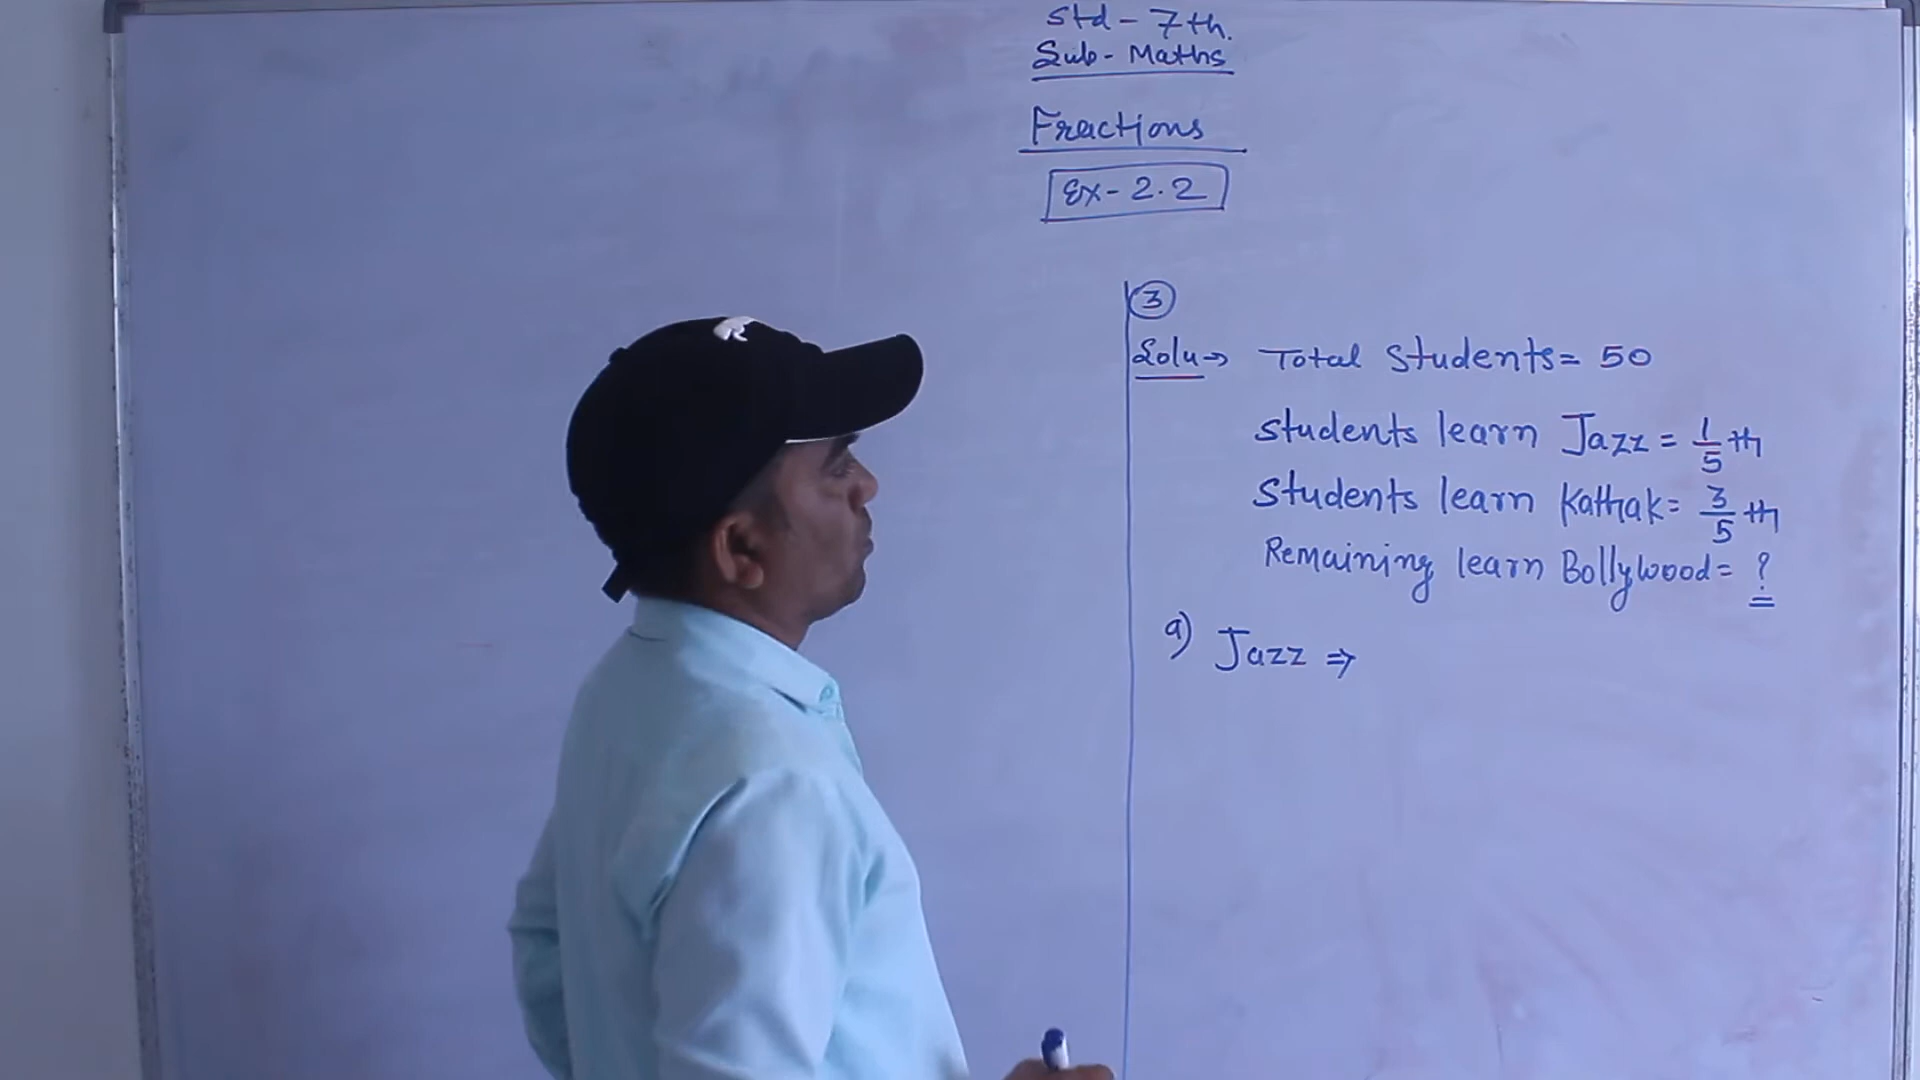 Std - 7th.
Sub - Maths
Fractions
Ex - 2.2
3
Solu → Total Students = 50
Students learn Jazz = 1/5 th
Students learn Kathak = 3/5 th
Remaining learn Bollywood = ?
a) Jazz ⇒